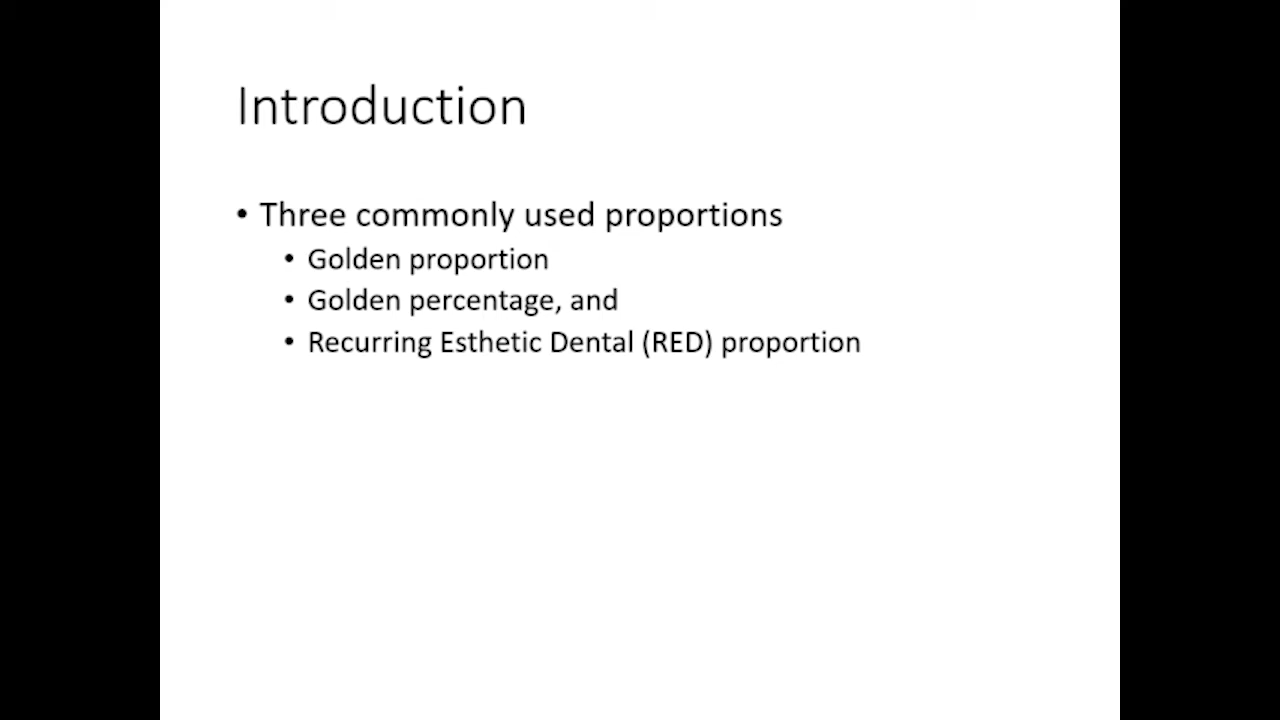 Introduction
• Three commonly used proportions
• Golden proportion
• Golden percentage, and
• Recurring Esthetic Dental (RED) proportion